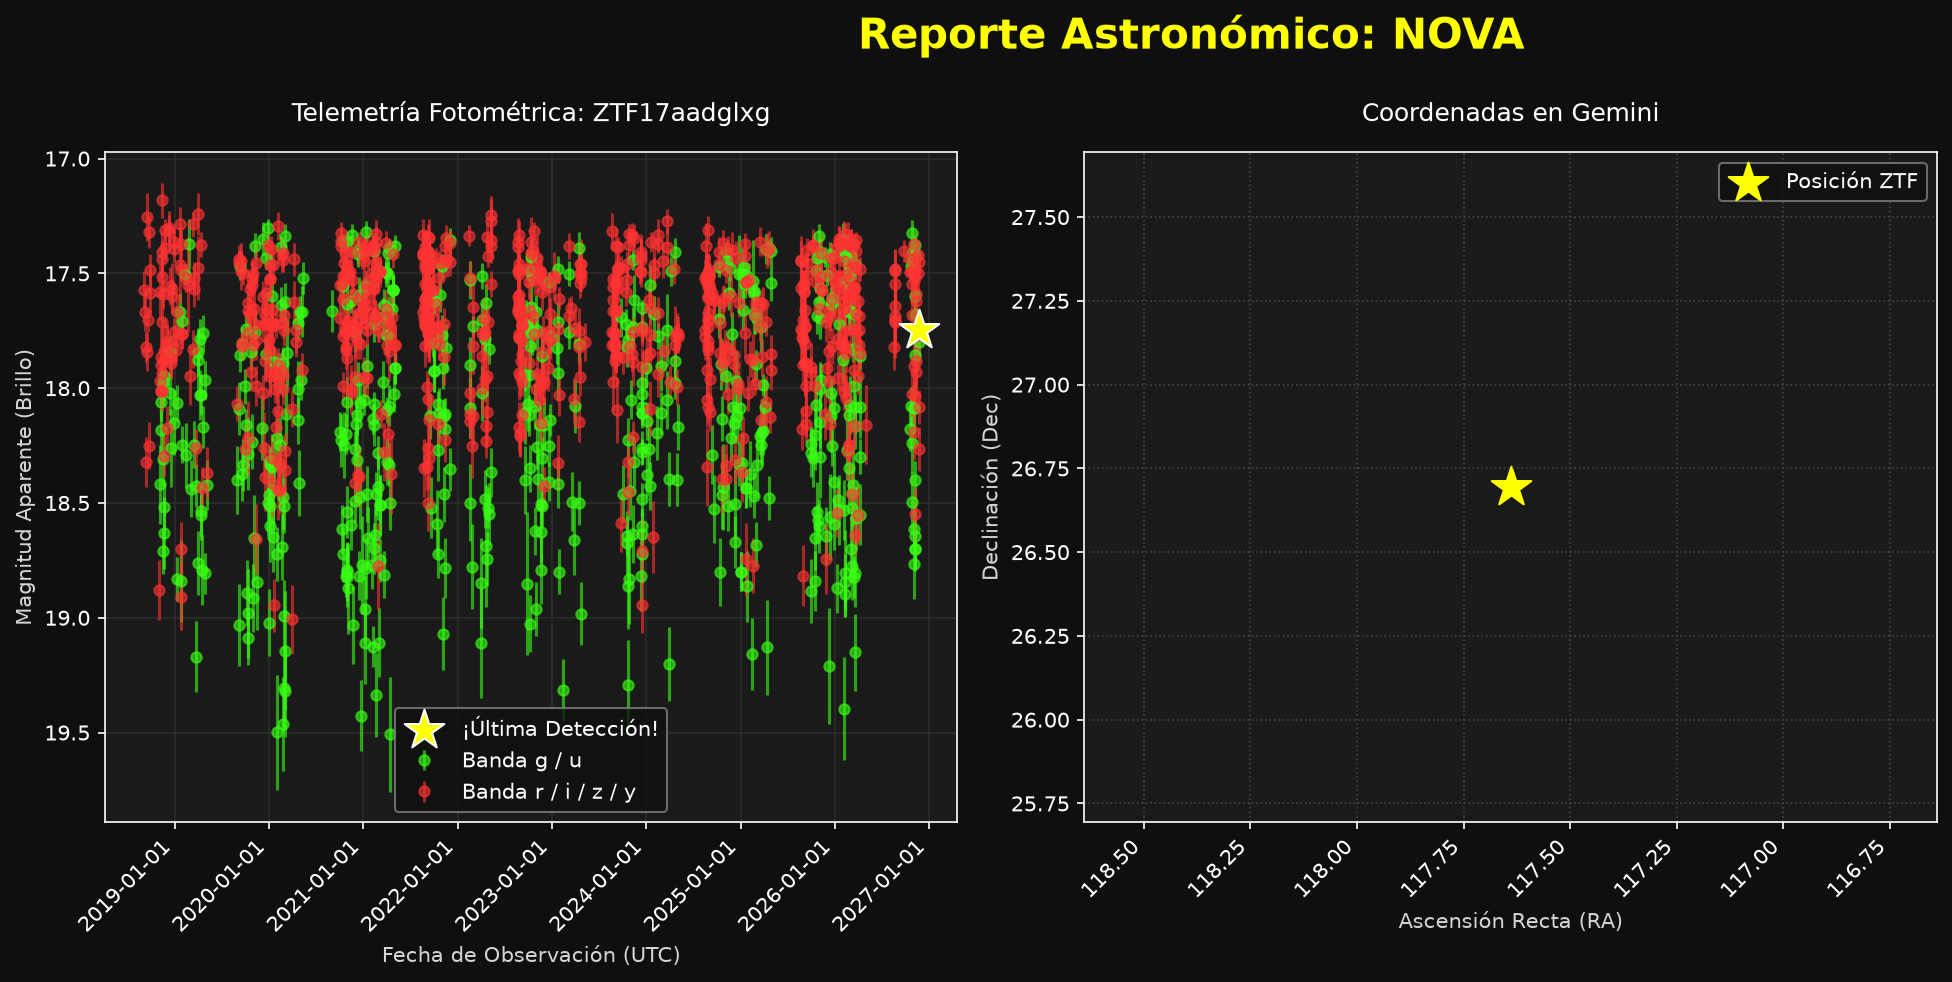 Reporte Astronómico: NOVA
Telemetría Fotométrica: ZTF17aadglxg
Magnitud Aparente (Brillo)
17.0
17.5
18.0
18.5
19.0
19.5
¡Última Detección!
Banda g / u
Banda r / i / z / y
2019-01-01
2020-01-01
2021-01-01
2022-01-01
2023-01-01
2024-01-01
2025-01-01
2026-01-01
2027-01-01
Fecha de Observación (UTC)
Coordenadas en Gemini
Posición ZTF
Declinación (Dec)
27.50
27.25
27.00
26.75
26.50
26.25
26.00
25.75
118.50
118.25
118.00
117.75
117.50
117.25
117.00
116.75
Ascensión Recta (RA)